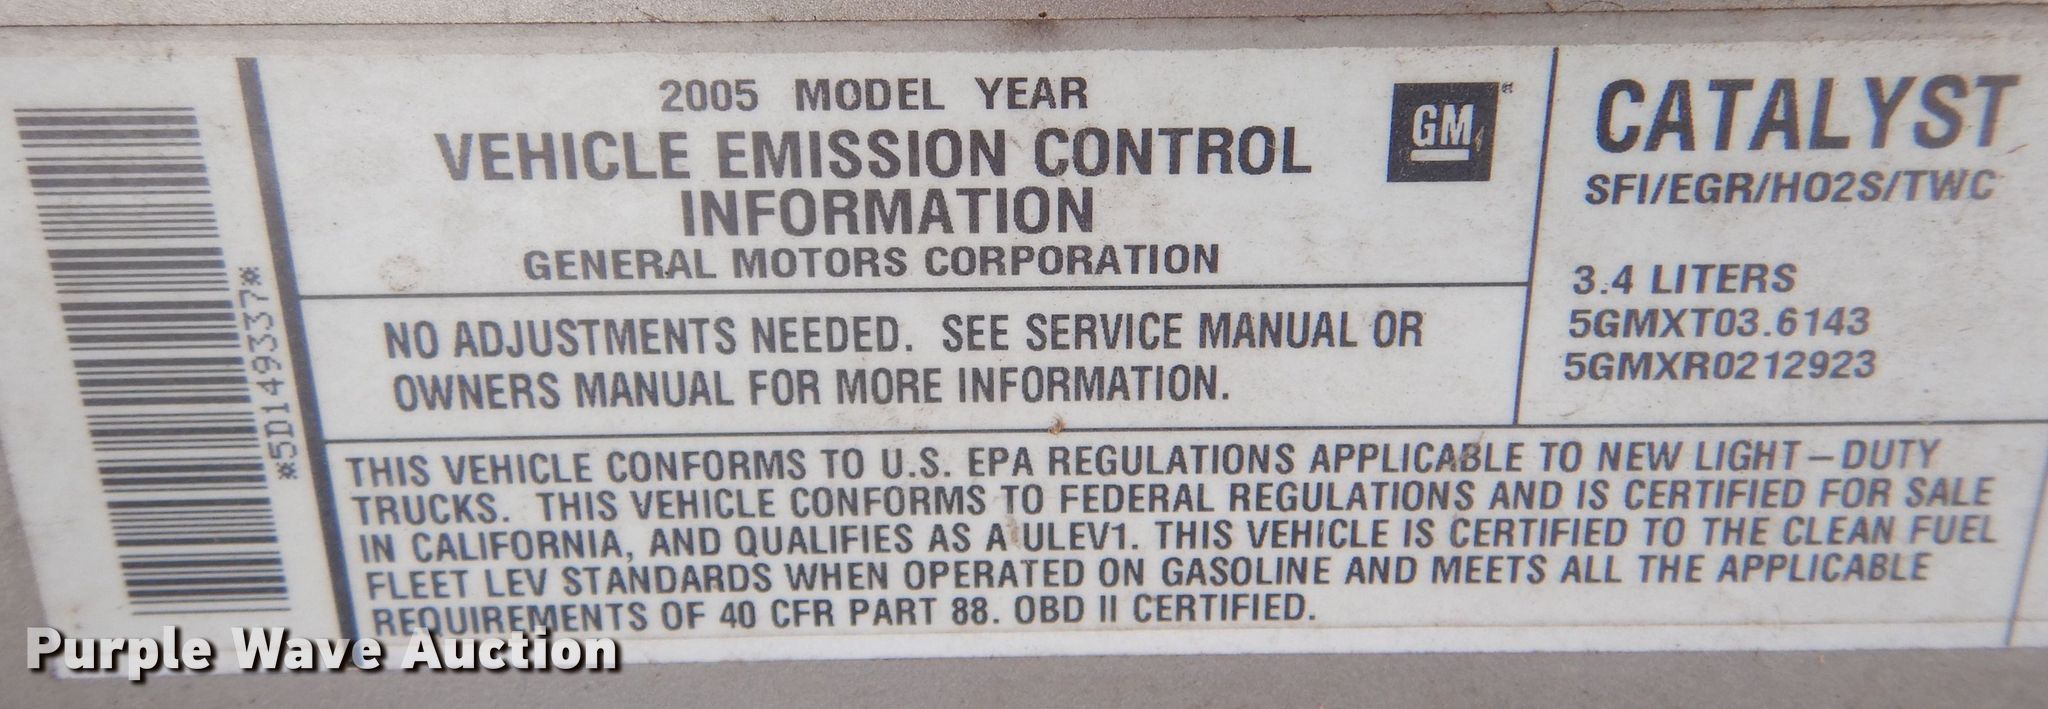 *5D149337*
2005 MODEL YEAR
VEHICLE EMISSION CONTROL
INFORMATION
GENERAL MOTORS CORPORATION
GM
NO ADJUSTMENTS NEEDED. SEE SERVICE MANUAL OR
OWNERS MANUAL FOR MORE INFORMATION.
CATALYST
SFI/EGR/HO2S/TWC
3.4 LITERS
5GMXT03.6143
5GMXR0212923
THIS VEHICLE CONFORMS TO U.S. EPA REGULATIONS APPLICABLE TO NEW LIGHT-DUTY
TRUCKS. THIS VEHICLE CONFORMS TO FEDERAL REGULATIONS AND IS CERTIFIED FOR SALE
IN CALIFORNIA, AND QUALIFIES AS A ULEV1. THIS VEHICLE IS CERTIFIED TO THE CLEAN FUEL
FLEET LEV STANDARDS WHEN OPERATED ON GASOLINE AND MEETS ALL THE APPLICABLE
REQUIREMENTS OF 40 CFR PART 88. OBD II CERTIFIED.
Purple Wave Auction